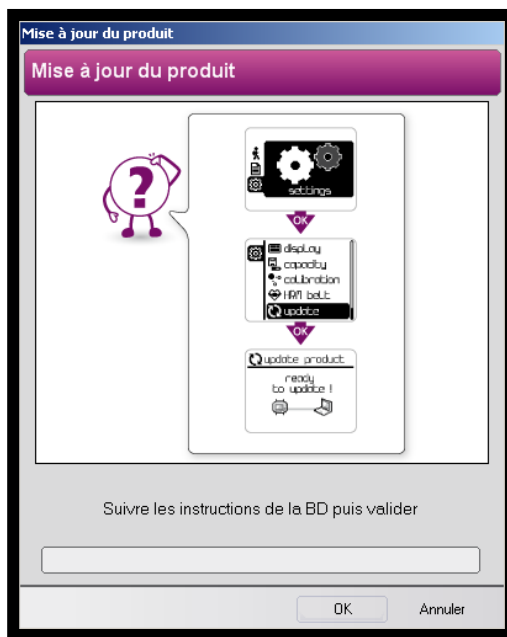 Mise à jour du produit
Mise à jour du produit
?
settings
OK
display
capacity
calibration
HRM belt
update
OK
update product
ready
to update !
Suivre les instructions de la BD puis valider
OK
Annuler